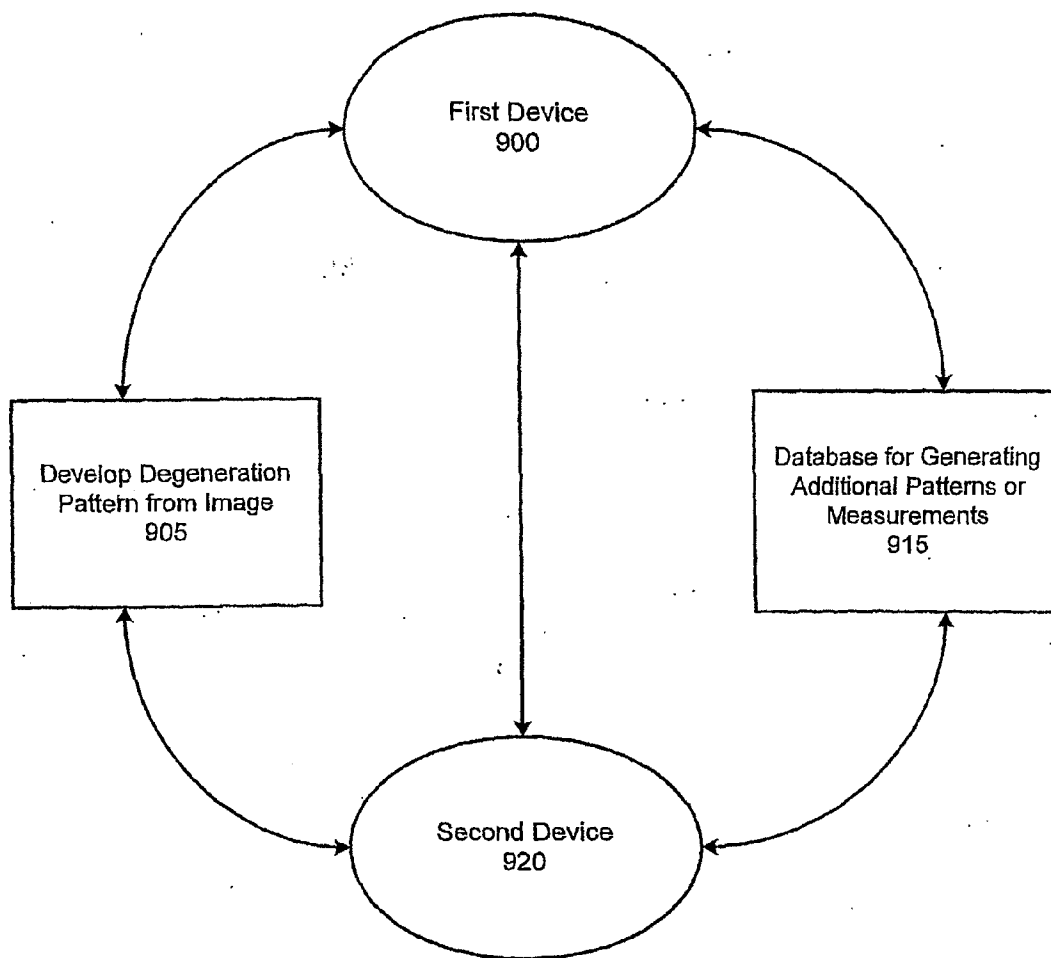 First Device
900
Develop Degeneration
Pattern from Image
905
Database for Generating
Additional Patterns or
Measurements
915
Second Device
920